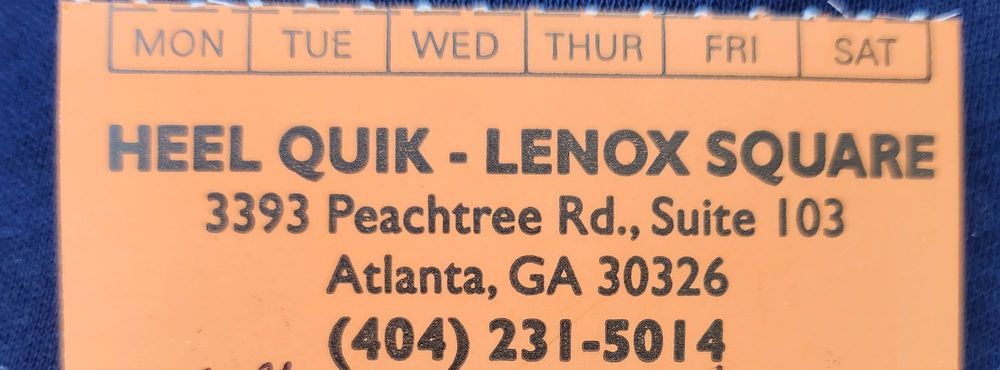 MON TUE WED THUR FRI SAT
HEEL QUIK - LENOX SQUARE
3393 Peachtree Rd., Suite 103
Atlanta, GA 30326
(404) 231-5014